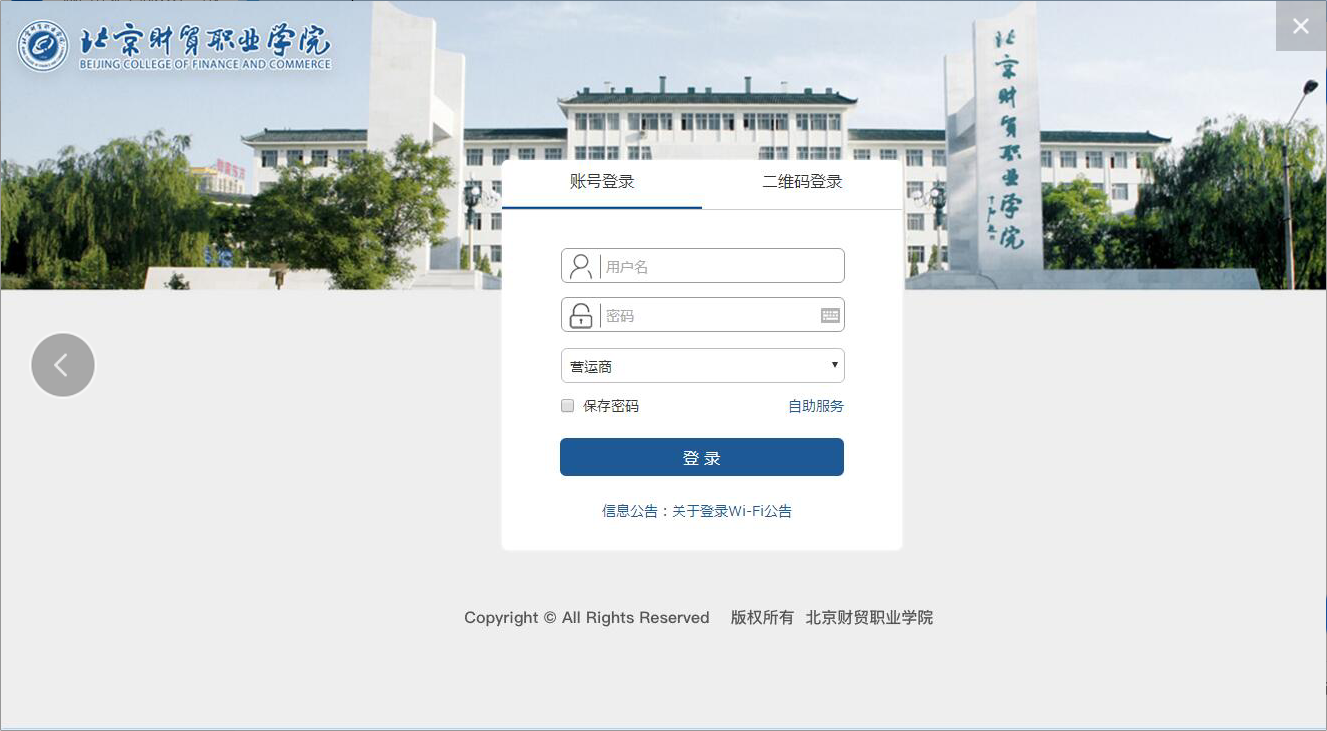 北京财贸职业学院
BEIJING COLLEGE OF FINANCE AND COMMERCE
北京财贸职业学院
账号登录
二维码登录
用户名
密码
营运商
保存密码
自助服务
登 录
信息公告：关于登录Wi-Fi公告
Copyright © All Rights Reserved 版权所有 北京财贸职业学院